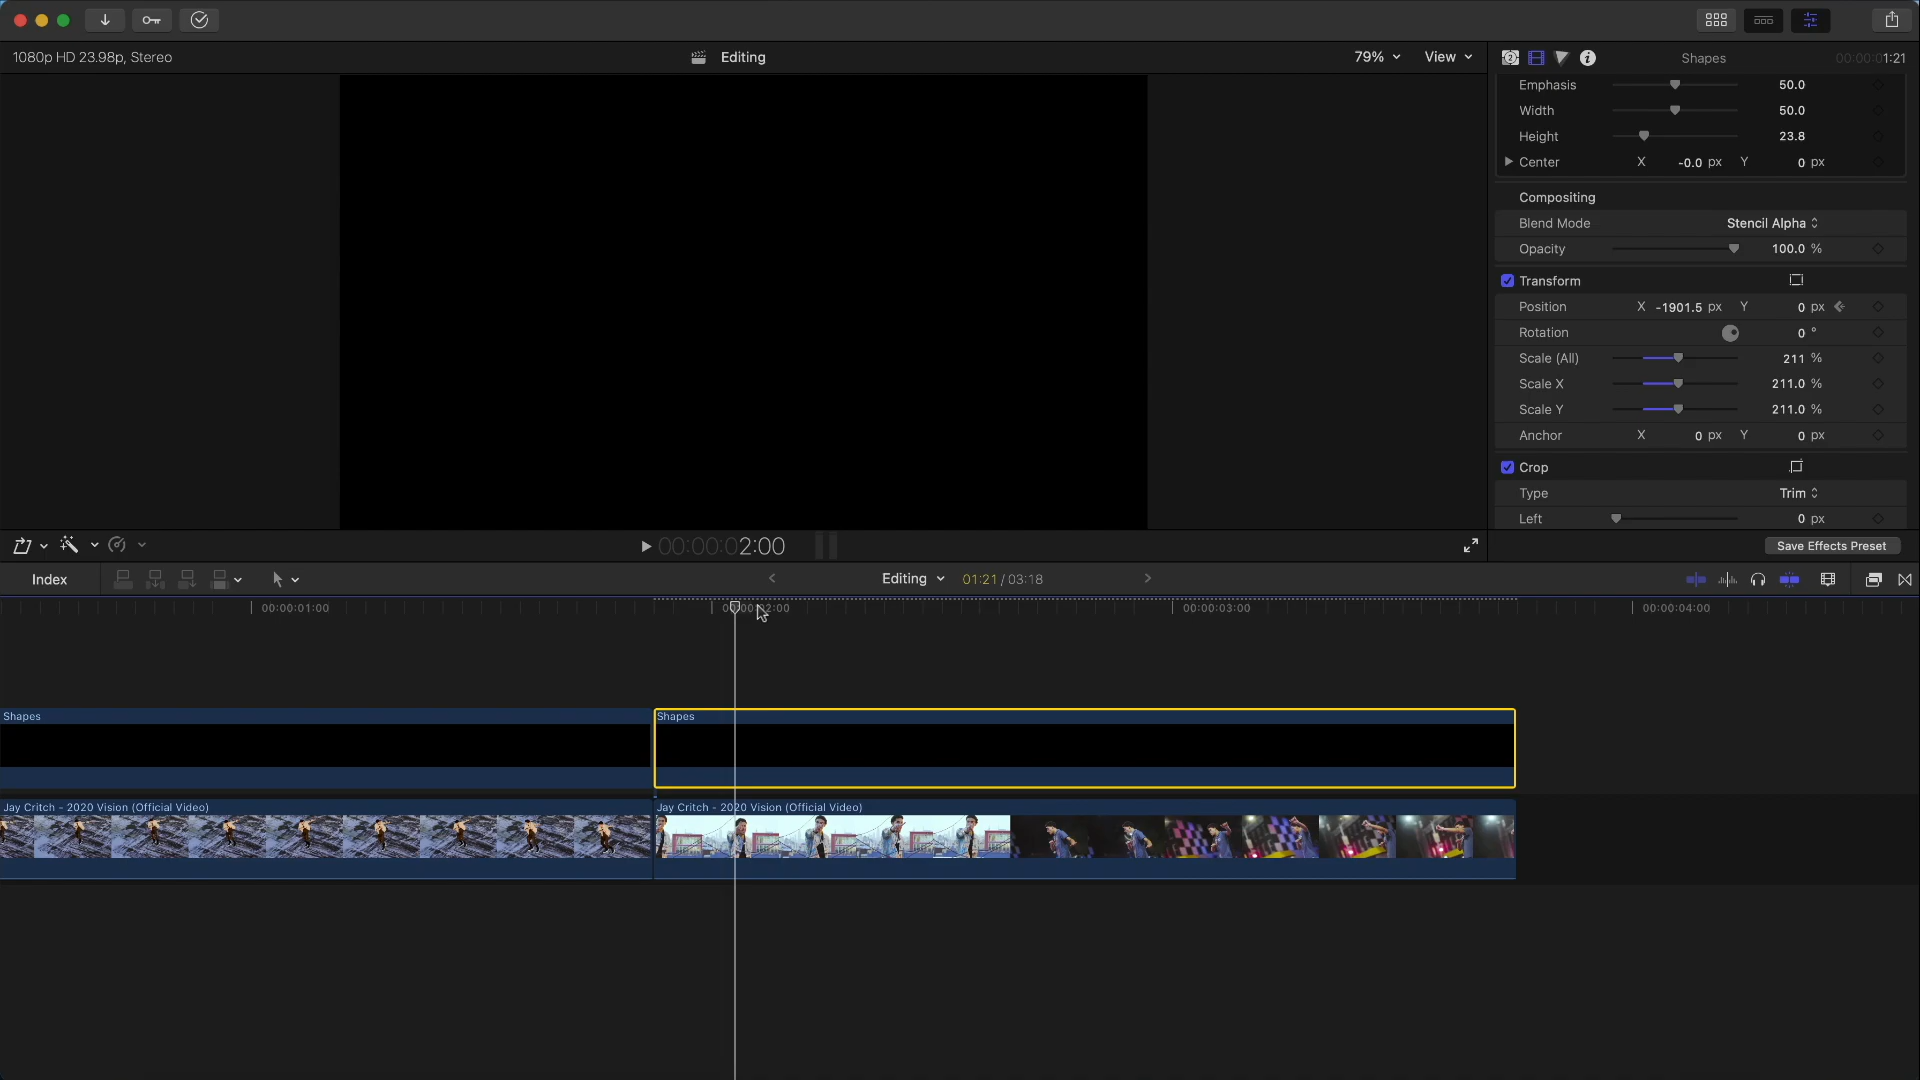 1080p HD 23.98p, Stereo
Editing
79%
View
Shapes
00:00:01:21
Emphasis 50.0
Width 50.0
Height 23.8
Center X -0.0 px Y 0 px
Compositing
Blend Mode Stencil Alpha
Opacity 100.0 %
Transform
Position X -1901.5 px Y 0 px
Rotation 0 °
Scale (All) 211 %
Scale X 211.0 %
Scale Y 211.0 %
Anchor X 0 px Y 0 px
Crop
Type Trim
Left 0 px
00:00:02:00
Save Effects Preset
Index
Editing 01:21 / 03:18
00:00:01:00
00:00:03:00
00:00:04:00
Shapes
Shapes
Jay Critch - 2020 Vision (Official Video)
Jay Critch - 2020 Vision (Official Video)